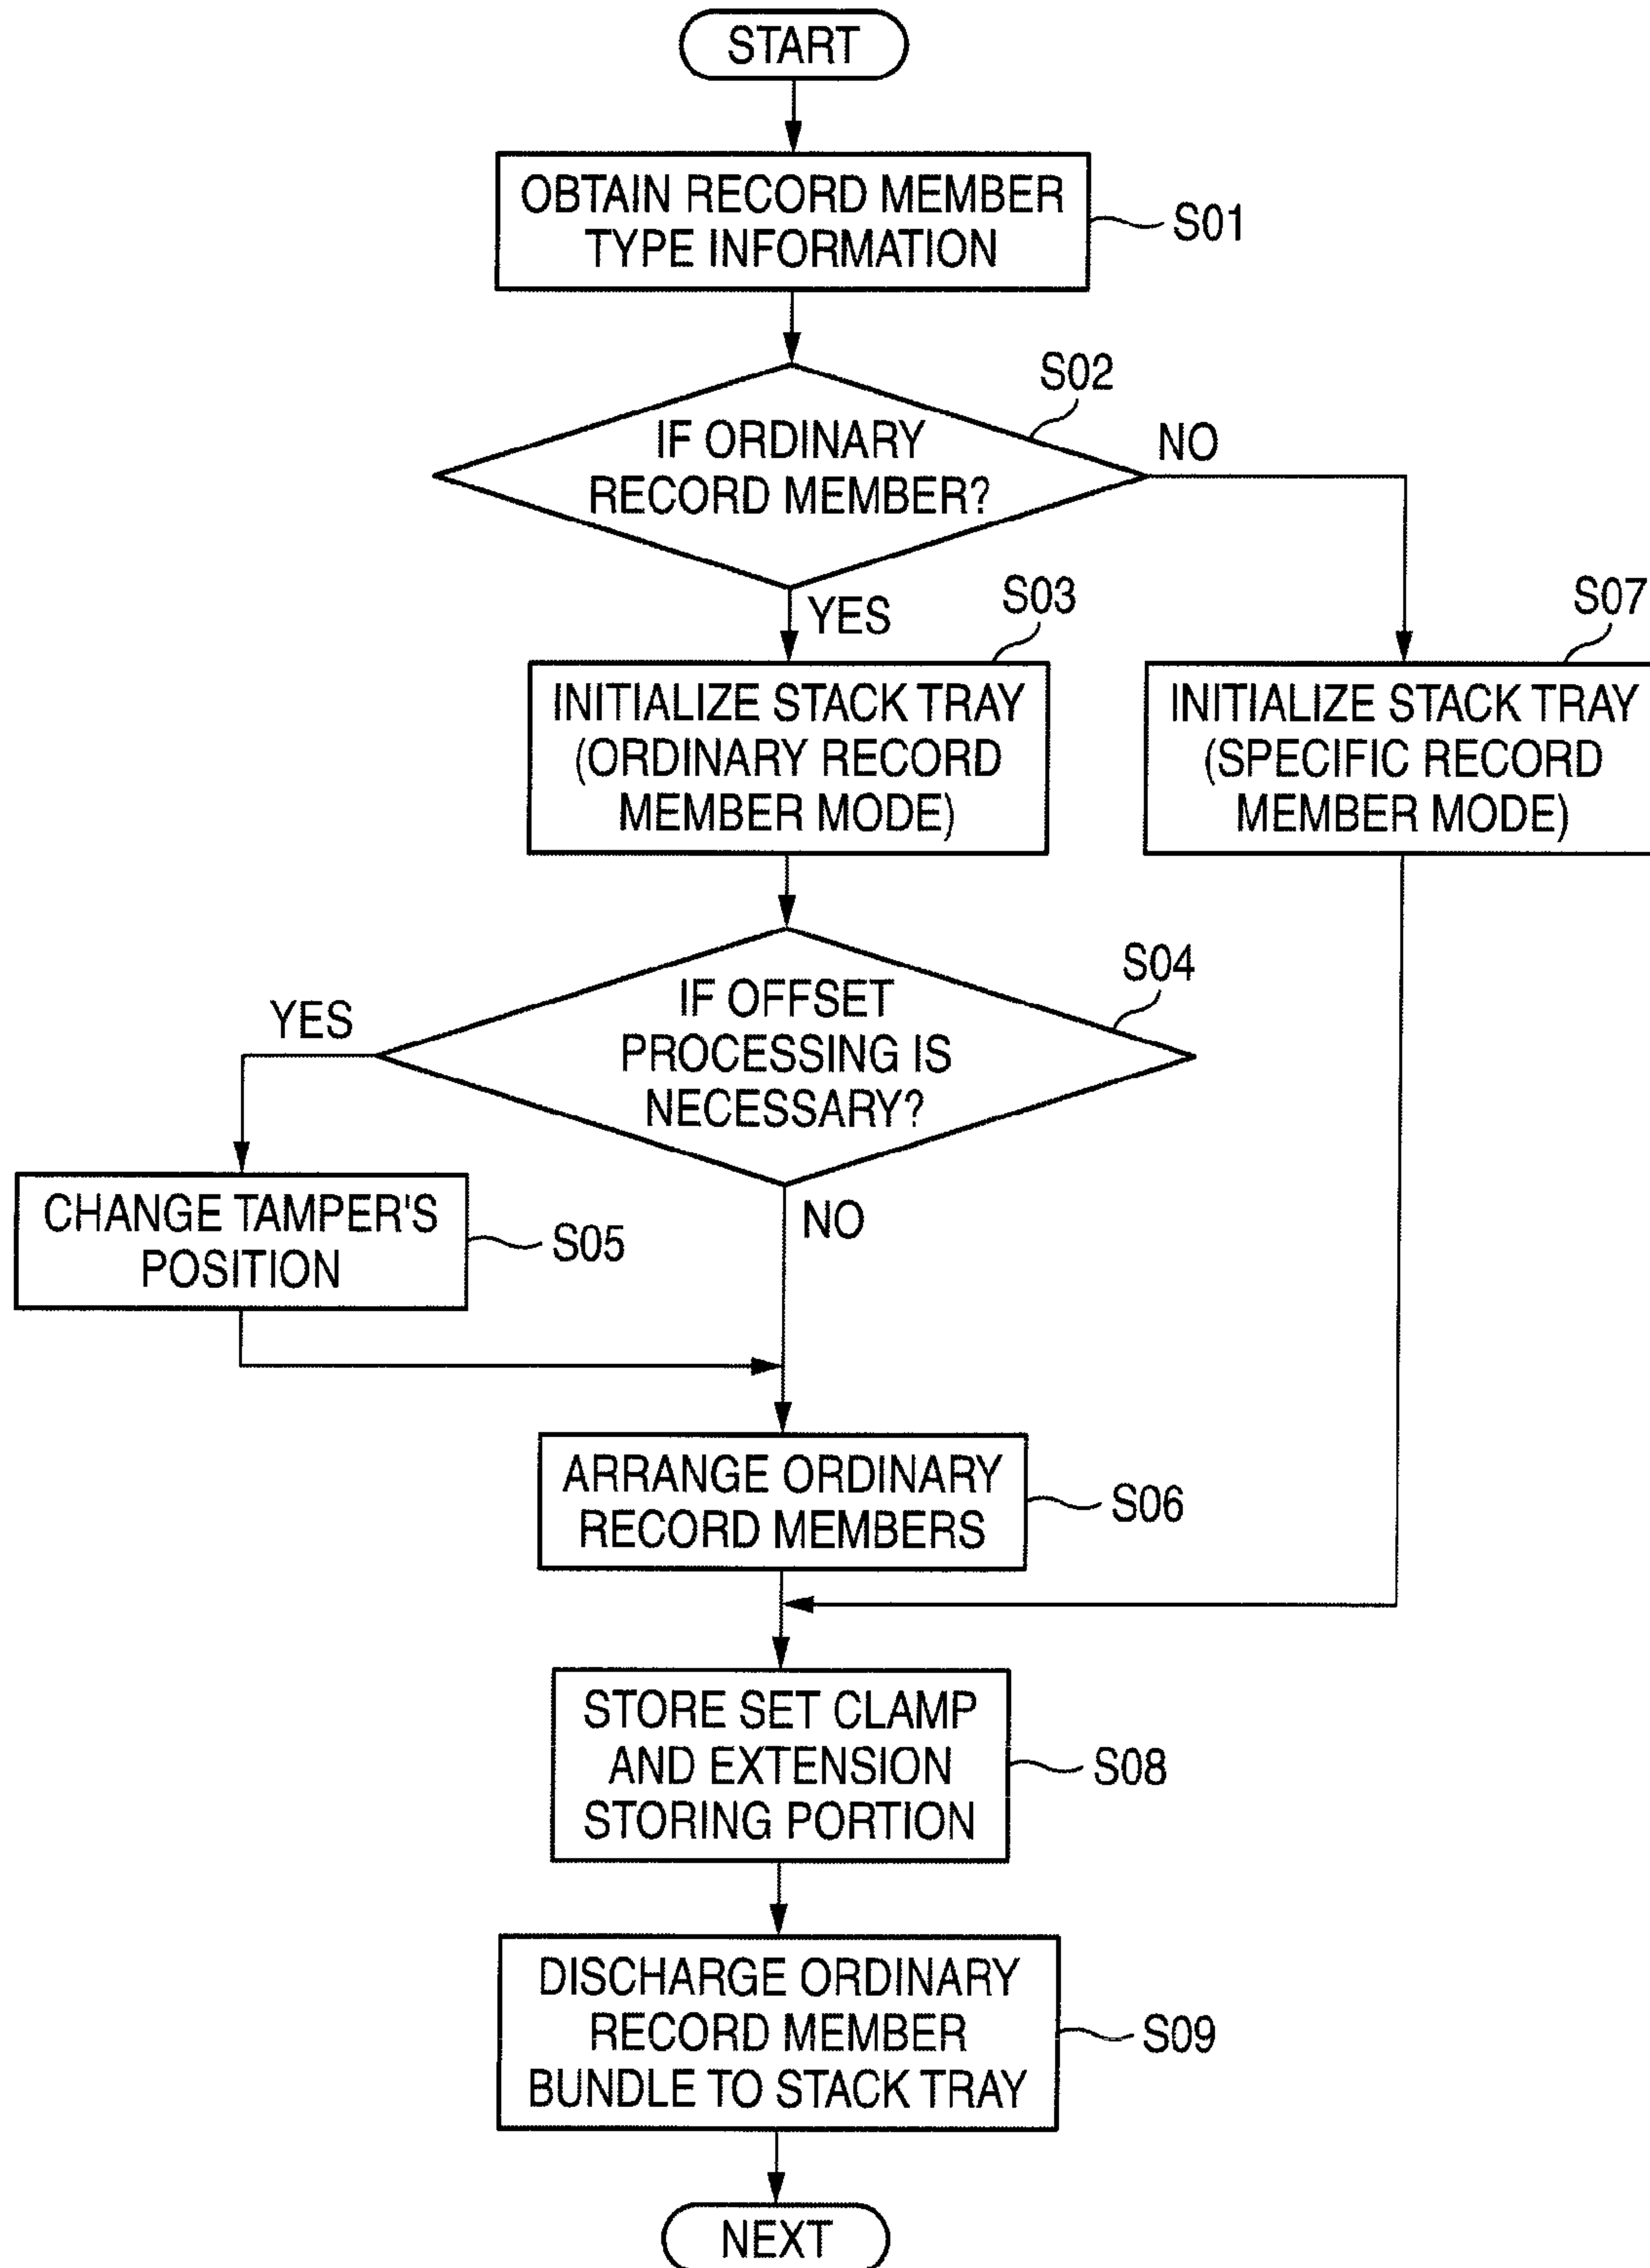 START
OBTAIN RECORD MEMBER
TYPE INFORMATION
S01
S02
IF ORDINARY
RECORD MEMBER?
NO
YES
S03
S07
INITIALIZE STACK TRAY
(ORDINARY RECORD
MEMBER MODE)
INITIALIZE STACK TRAY
(SPECIFIC RECORD
MEMBER MODE)
S04
IF OFFSET
PROCESSING IS
NECESSARY?
YES
NO
CHANGE TAMPER'S
POSITION
S05
ARRANGE ORDINARY
RECORD MEMBERS
S06
STORE SET CLAMP
AND EXTENSION
STORING PORTION
S08
DISCHARGE ORDINARY
RECORD MEMBER
BUNDLE TO STACK TRAY
S09
NEXT